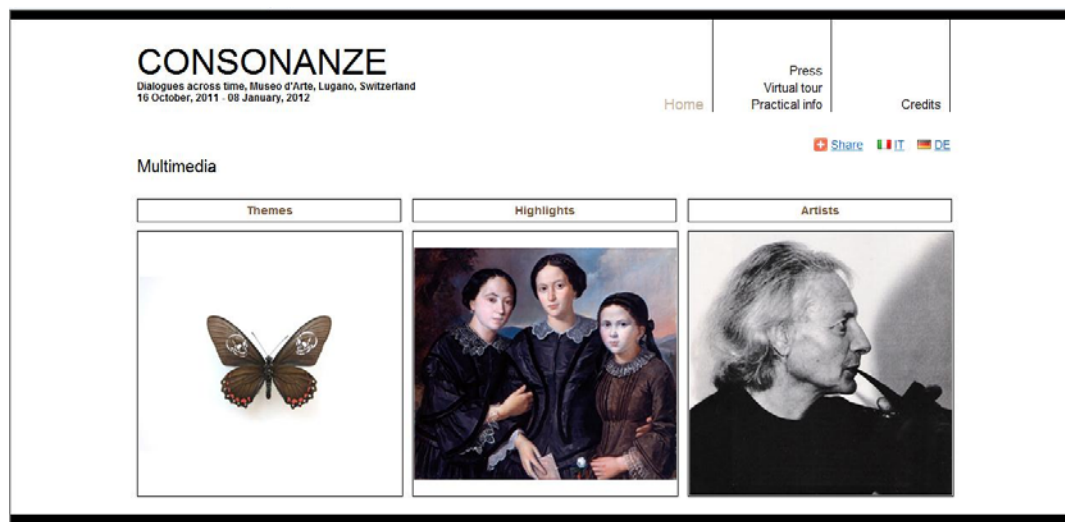 CONSONANZE
Dialogues across time, Museo d'Arte, Lugano, Switzerland
16 October, 2011 - 08 January, 2012
Home
Press
Virtual tour
Practical info
Credits
Share IT DE
Multimedia
Themes Highlights Artists